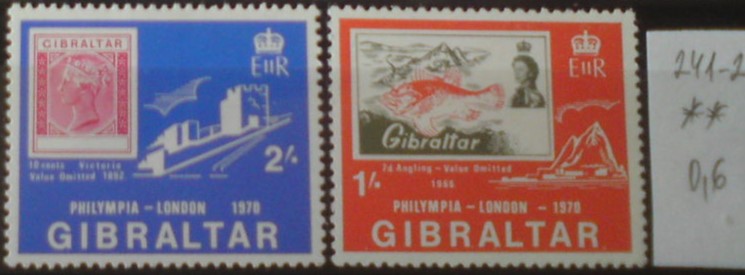 GIBRALTAR
EIIR
10 cents Victoria
Value Omitted 1892
2/-
PHILYMPIA - LONDON 1970
GIBRALTAR
EIIR
Gibraltar
2d Angling - Value Omitted
1966
1/-
PHILYMPIA - LONDON - 1970
GIBRALTAR
241-2
**
0,6